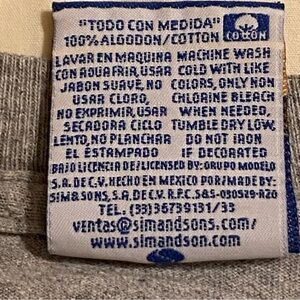 "TODO CON MEDIDA"
100% ALGODON/COTTON
COTTON
LAVAR EN MAQUINA MACHINE WASH
CON AGUA FRIA, USAR COLD WITH LIKE
JABON SUAVE, NO COLORS, ONLY NON
USAR CLORO, CHLORINE BLEACH
NO EXPRIMIR, USAR WHEN NEEDED,
SECADORA CICLO TUMBLE DRY LOW,
LENTO, NO PLANCHAR DO NOT IRON
EL ESTAMPADO IF DECORATED
BAJO LICENCIA DE/LICENSED BY: GRUPO MODELO
S.A. DE C.V. HECHO EN MEXICO POR/MADE BY:
SIM & SONS, S.A. DE C.V. R.F.C. S&S-030529-RZ0
TEL. (33)36739131/33
ventas@simandsons.com/
www.simandson.com